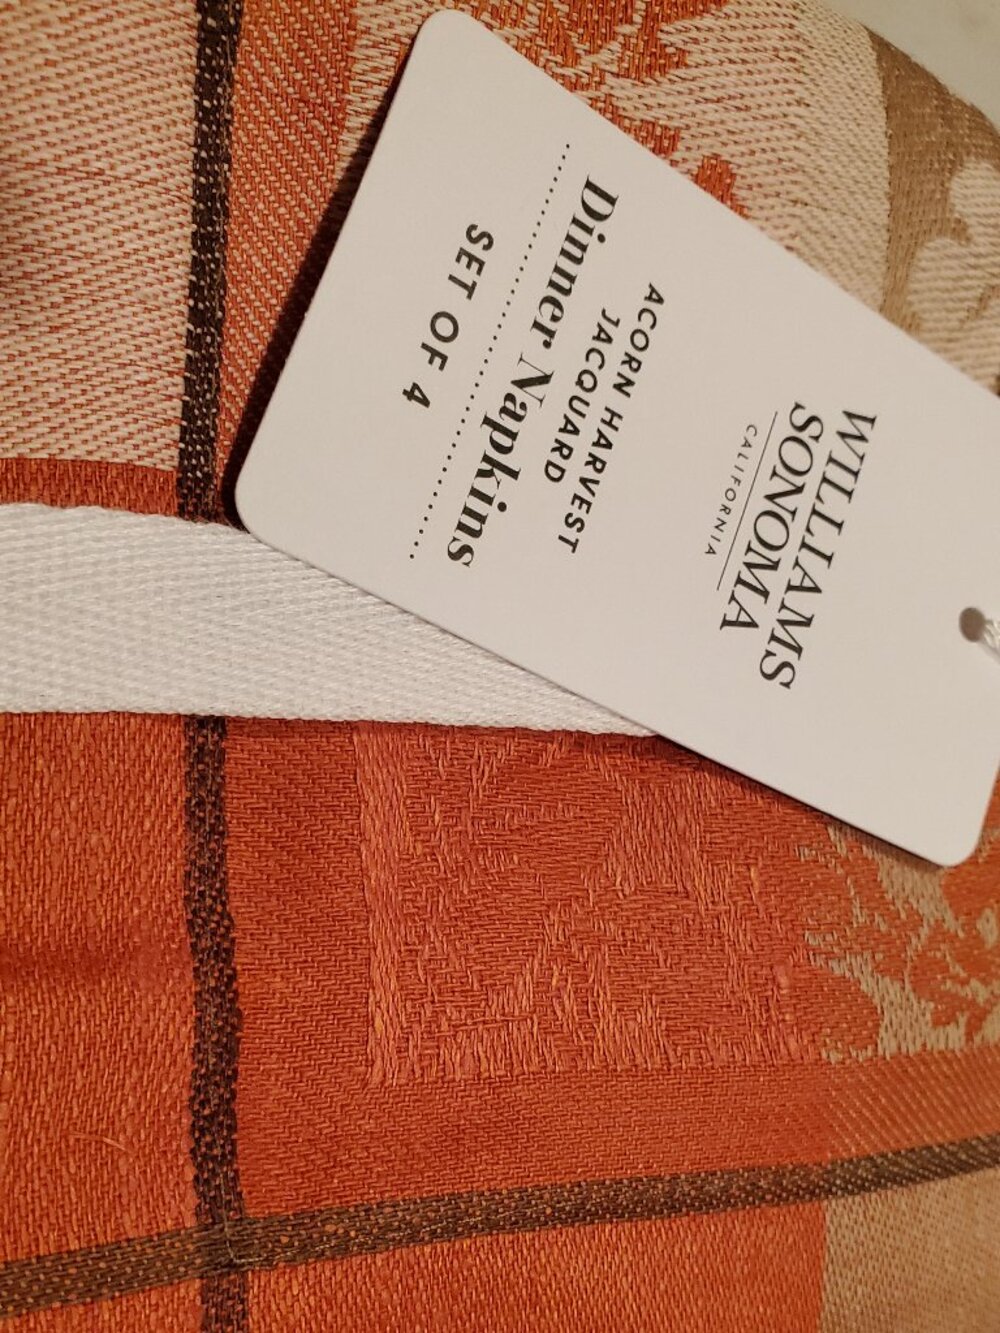 WILLIAMS
SONOMA
CALIFORNIA
ACORN HARVEST
JACQUARD
Dinner Napkins
SET OF 4